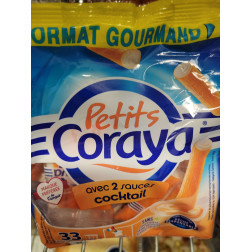 FORMAT GOURMAND
Petits
Coraya
avec 2 sauces
cocktail
33